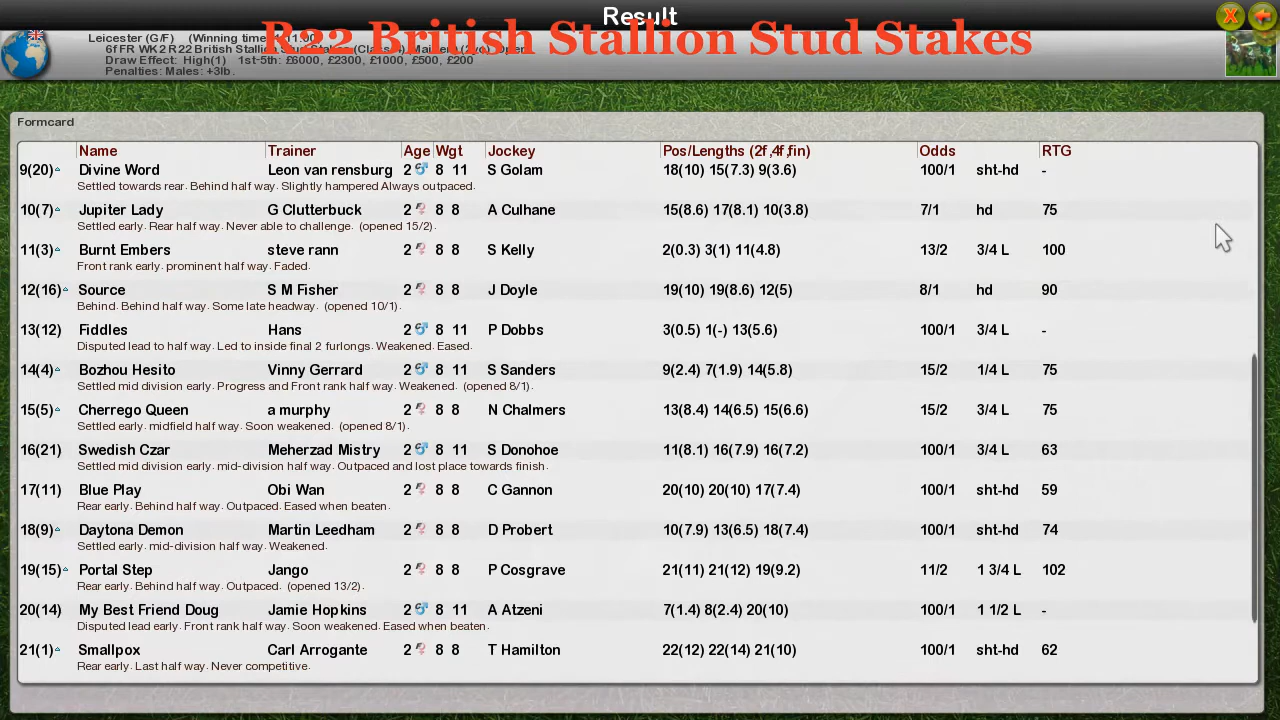 Result
R22 British Stallion Stud Stakes
Leicester (G/F) (Winning time: 1:11.00)
6f FR WK 2 R22 British Stallion Stud Stakes (Class 4) Maiden (2yo) Open
Draw Effect: High(1) 1st-5th: £6000, £2300, £1000, £500, £200
Penalties: Males: +3lb.
Formcard
Name Trainer Age Wgt Jockey Pos/Lengths (2f,4f,fin) Odds RTG
9(20) Divine Word Leon van rensburg 2 8 11 S Golam 18(10) 15(7.3) 9(3.6) 100/1 sht-hd -
Settled towards rear. Behind half way. Slightly hampered Always outpaced.
10(7) Jupiter Lady G Clutterbuck 2 8 8 A Culhane 15(8.6) 17(8.1) 10(3.8) 7/1 hd 75
Settled early. Rear half way. Never able to challenge. (opened 15/2).
11(3) Burnt Embers steve rann 2 8 8 S Kelly 2(0.3) 3(1) 11(4.8) 13/2 3/4 L 100
Front rank early. prominent half way. Faded.
12(16) Source S M Fisher 2 8 8 J Doyle 19(10) 19(8.6) 12(5) 8/1 hd 90
Behind. Behind half way. Some late headway. (opened 10/1).
13(12) Fiddles Hans 2 8 11 P Dobbs 3(0.5) 1(-) 13(5.6) 100/1 3/4 L -
Disputed lead to half way. Led to inside final 2 furlongs. Weakened. Eased.
14(4) Bozhou Hesito Vinny Gerrard 2 8 11 S Sanders 9(2.4) 7(1.9) 14(5.8) 15/2 1/4 L 75
Settled mid division early. Progress and Front rank half way. Weakened. (opened 8/1).
15(5) Cherrego Queen a murphy 2 8 8 N Chalmers 13(8.4) 14(6.5) 15(6.6) 15/2 3/4 L 75
Settled early. midfield half way. Soon weakened. (opened 8/1).
16(21) Swedish Czar Meherzad Mistry 2 8 11 S Donohoe 11(8.1) 16(7.9) 16(7.2) 100/1 3/4 L 63
Settled mid division early. mid-division half way. Outpaced and lost place towards finish.
17(11) Blue Play Obi Wan 2 8 8 C Gannon 20(10) 20(10) 17(7.4) 100/1 sht-hd 59
Rear early. Behind half way. Outpaced. Eased when beaten.
18(9) Daytona Demon Martin Leedham 2 8 8 D Probert 10(7.9) 13(6.5) 18(7.4) 100/1 sht-hd 74
Settled early. mid-division half way. Weakened.
19(15) Portal Step Jango 2 8 8 P Cosgrave 21(11) 21(12) 19(9.2) 11/2 1 3/4 L 102
Rear early. Behind half way. Outpaced. (opened 13/2).
20(14) My Best Friend Doug Jamie Hopkins 2 8 11 A Atzeni 7(1.4) 8(2.4) 20(10) 100/1 1 1/2 L -
Disputed lead early. Front rank half way. Soon weakened. Eased when beaten.
21(1) Smallpox Carl Arrogante 2 8 8 T Hamilton 22(12) 22(14) 21(10) 100/1 sht-hd 62
Rear early. Last half way. Never competitive.